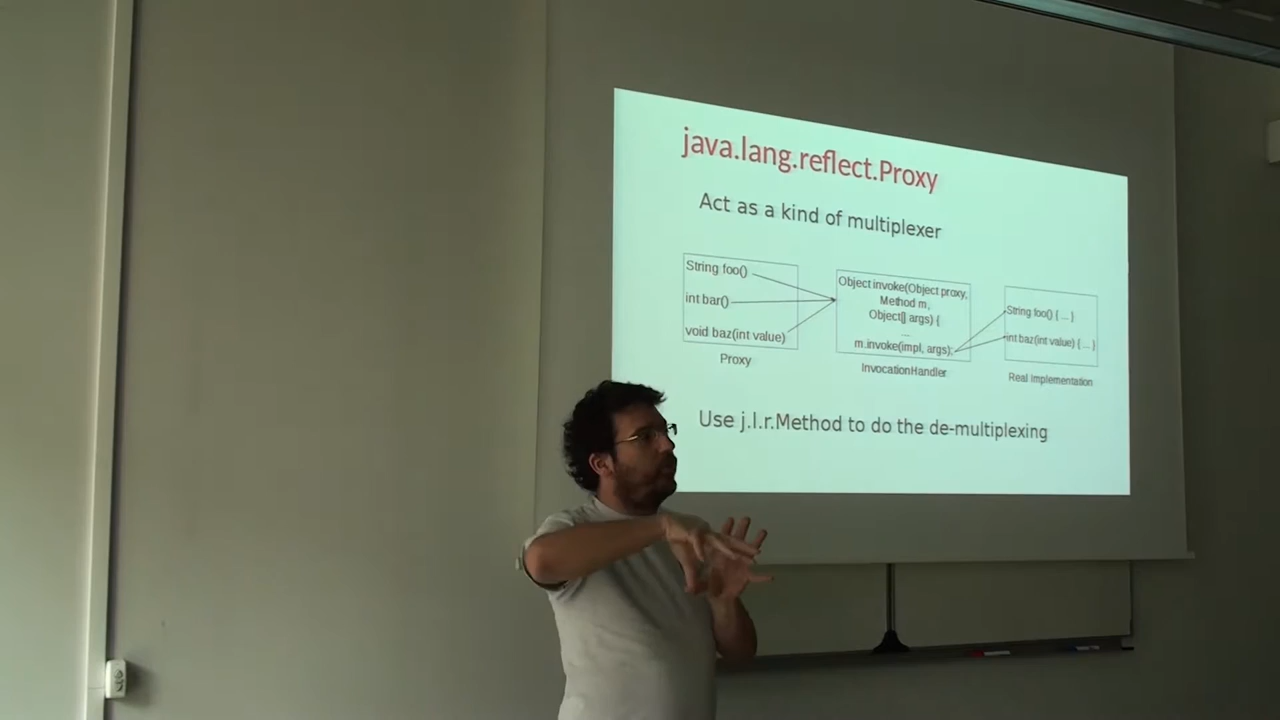 java.lang.reflect.Proxy
Act as a kind of multiplexer
String foo()
int bar()
void baz(int value)
Proxy
Object invoke(Object proxy,
Method m,
Object[] args) {
...
m.invoke(impl, args);
InvocationHandler
String foo() { ... }
int baz(int value) { ... }
Real Implementation
Use j.l.r.Method to do the de-multiplexing